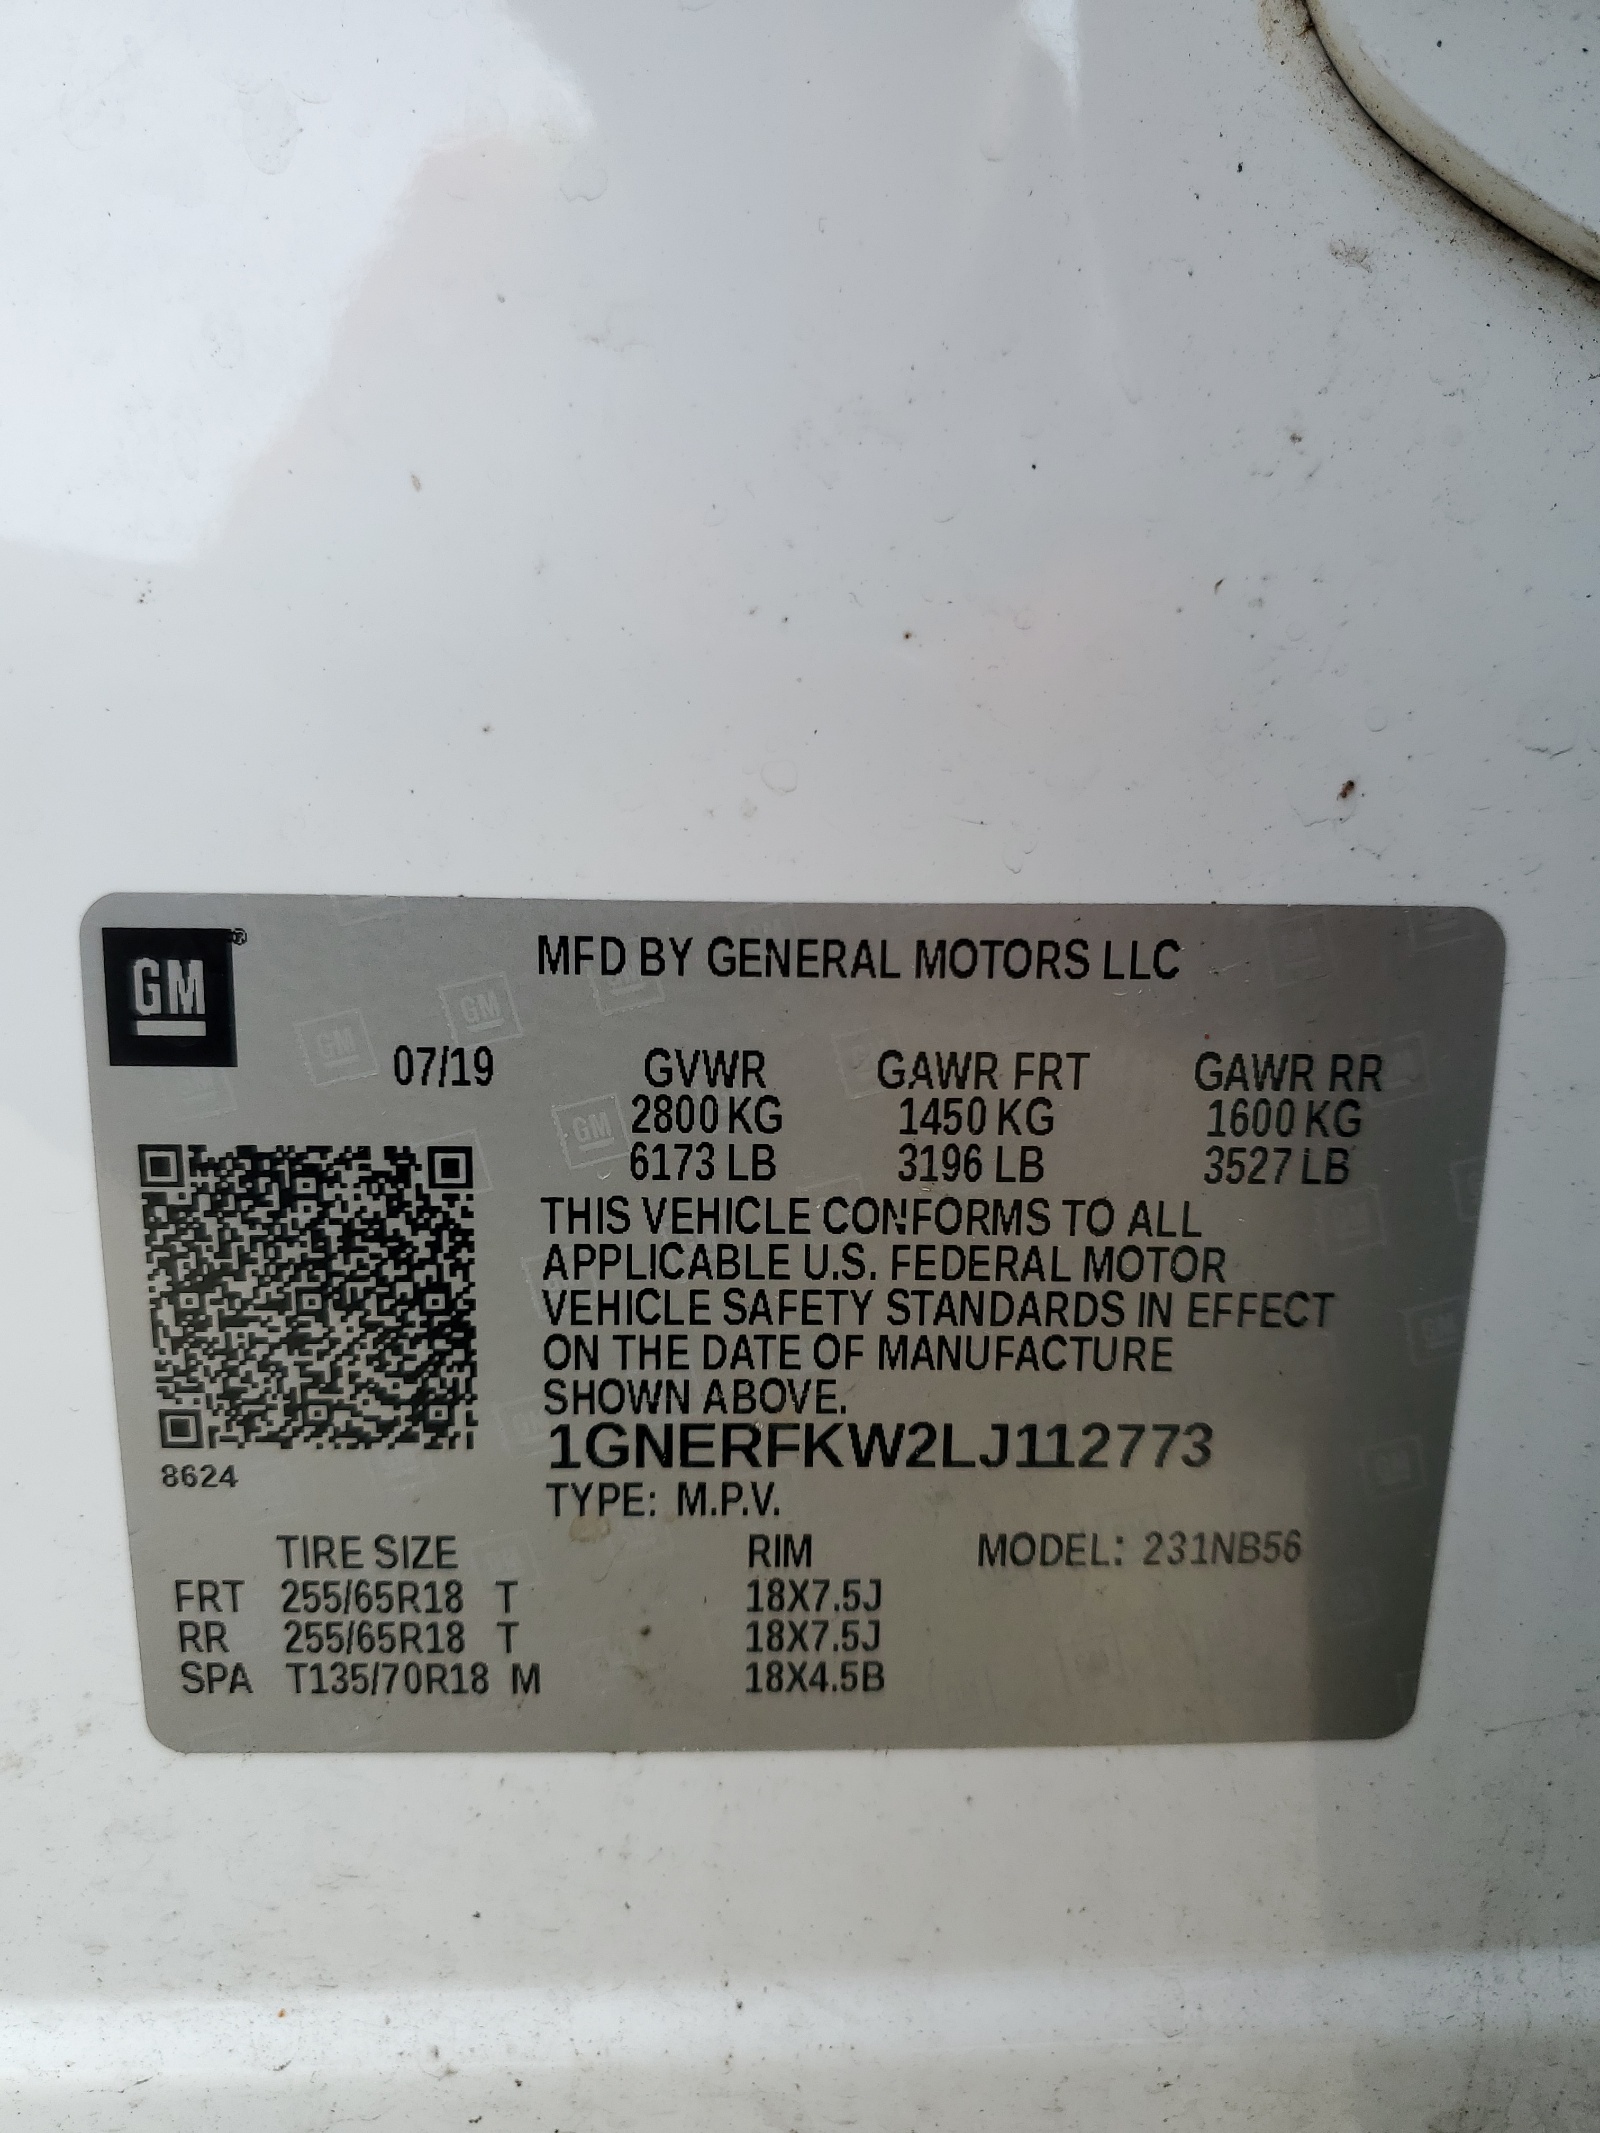 GM®
MFD BY GENERAL MOTORS LLC
07/19 GVWR GAWR FRT GAWR RR
2800 KG 1450 KG 1600 KG
6173 LB 3196 LB 3527 LB
THIS VEHICLE CONFORMS TO ALL
APPLICABLE U.S. FEDERAL MOTOR
VEHICLE SAFETY STANDARDS IN EFFECT
ON THE DATE OF MANUFACTURE
SHOWN ABOVE.
1GNERFKW2LJ112773
8624
TYPE: M.P.V.
TIRE SIZE RIM MODEL: 231NB56
FRT 255/65R18 T 18X7.5J
RR 255/65R18 T 18X7.5J
SPA T135/70R18 M 18X4.5B